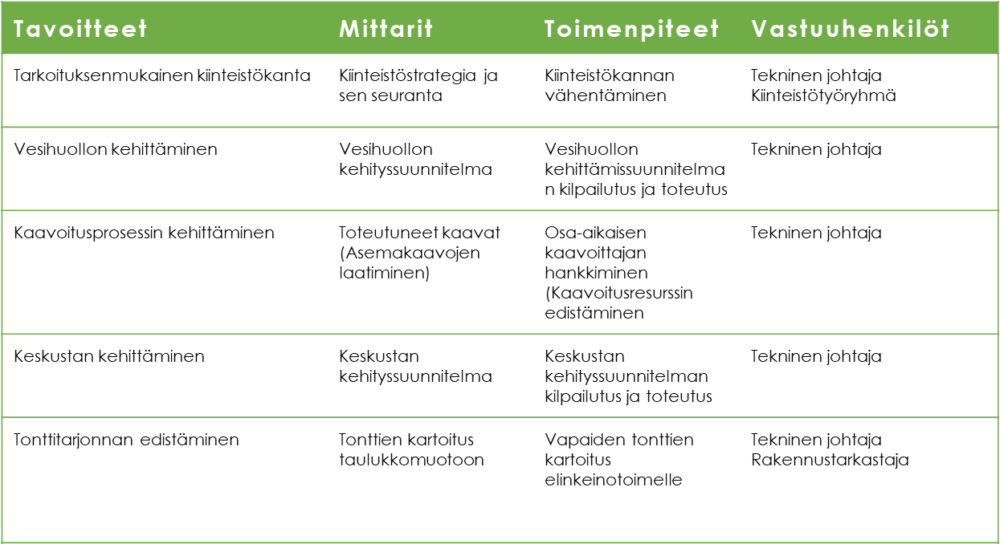 Tavoitteet Mittarit Toimenpiteet Vastuuhenkilöt
Tarkoituksenmukainen kiinteistökanta
Kiinteistöstrategia ja
sen seuranta
Kiinteistökannan
vähentäminen
Tekninen johtaja
Kiinteistötyöryhmä
Vesihuollon kehittäminen
Vesihuollon
kehityssuunnitelma
Vesihuollon
kehittämissuunnitelma
n kilpailutus ja toteutus
Tekninen johtaja
Kaavoitusprosessin kehittäminen
Toteutuneet kaavat
(Asemakaavojen
laatiminen)
Osa-aikaisen
kaavoittajan
hankkiminen
(Kaavoitusresurssin
edistäminen
Tekninen johtaja
Keskustan kehittäminen
Keskustan
kehityssuunnitelma
Keskustan
kehityssuunnitelman
kilpailutus ja toteutus
Tekninen johtaja
Tonttitarjonnan edistäminen
Tonttien kartoitus
taulukkomuotoon
Vapaiden tonttien
kartoitus
elinkeinotoimelle
Tekninen johtaja
Rakennustarkastaja